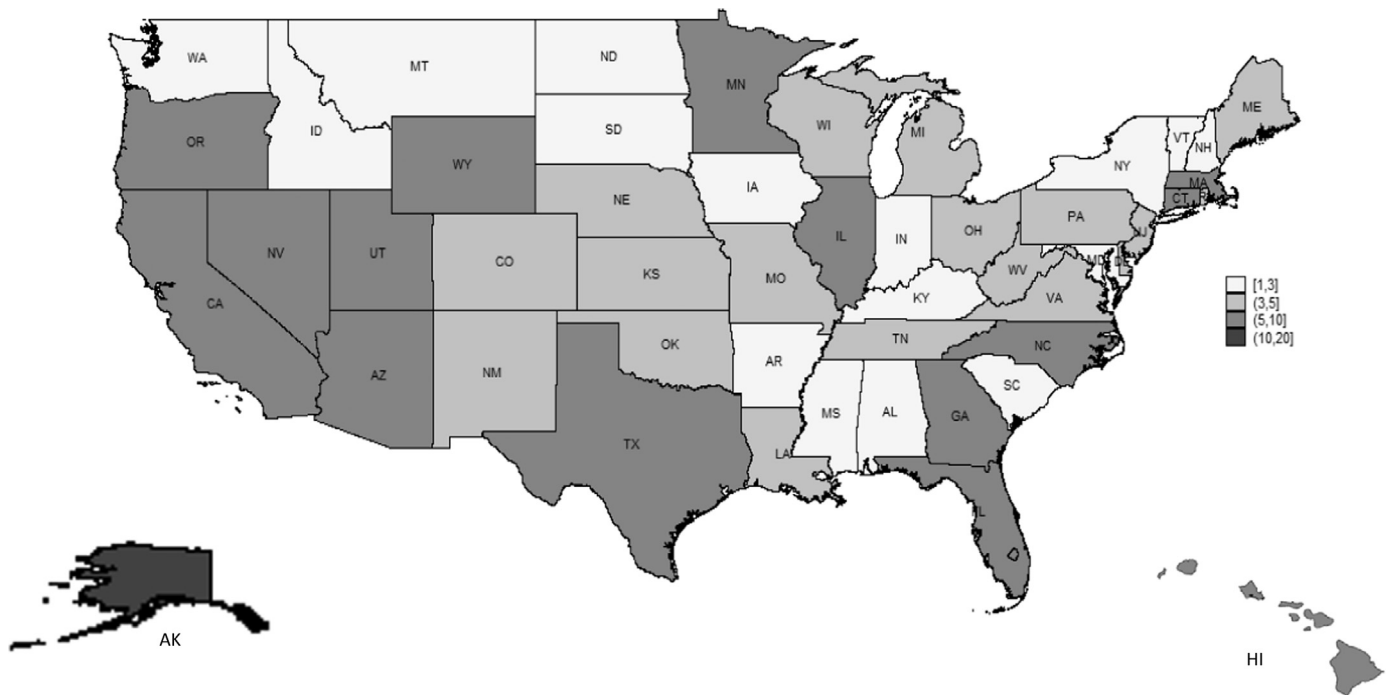 WA
MT
ND
MN
OR
ID
SD
WI
MI
ME
WY
VT
NH
NY
MA
CT
NE
IA
PA
NJ
NV
UT
CO
IL
IN
OH
WV
MD
DE
CA
KS
MO
KY
VA
AZ
NM
OK
AR
TN
NC
SC
TX
LA
MS
AL
GA
[1,3]
(3,5]
(5,10]
(10,20]
AK
HI